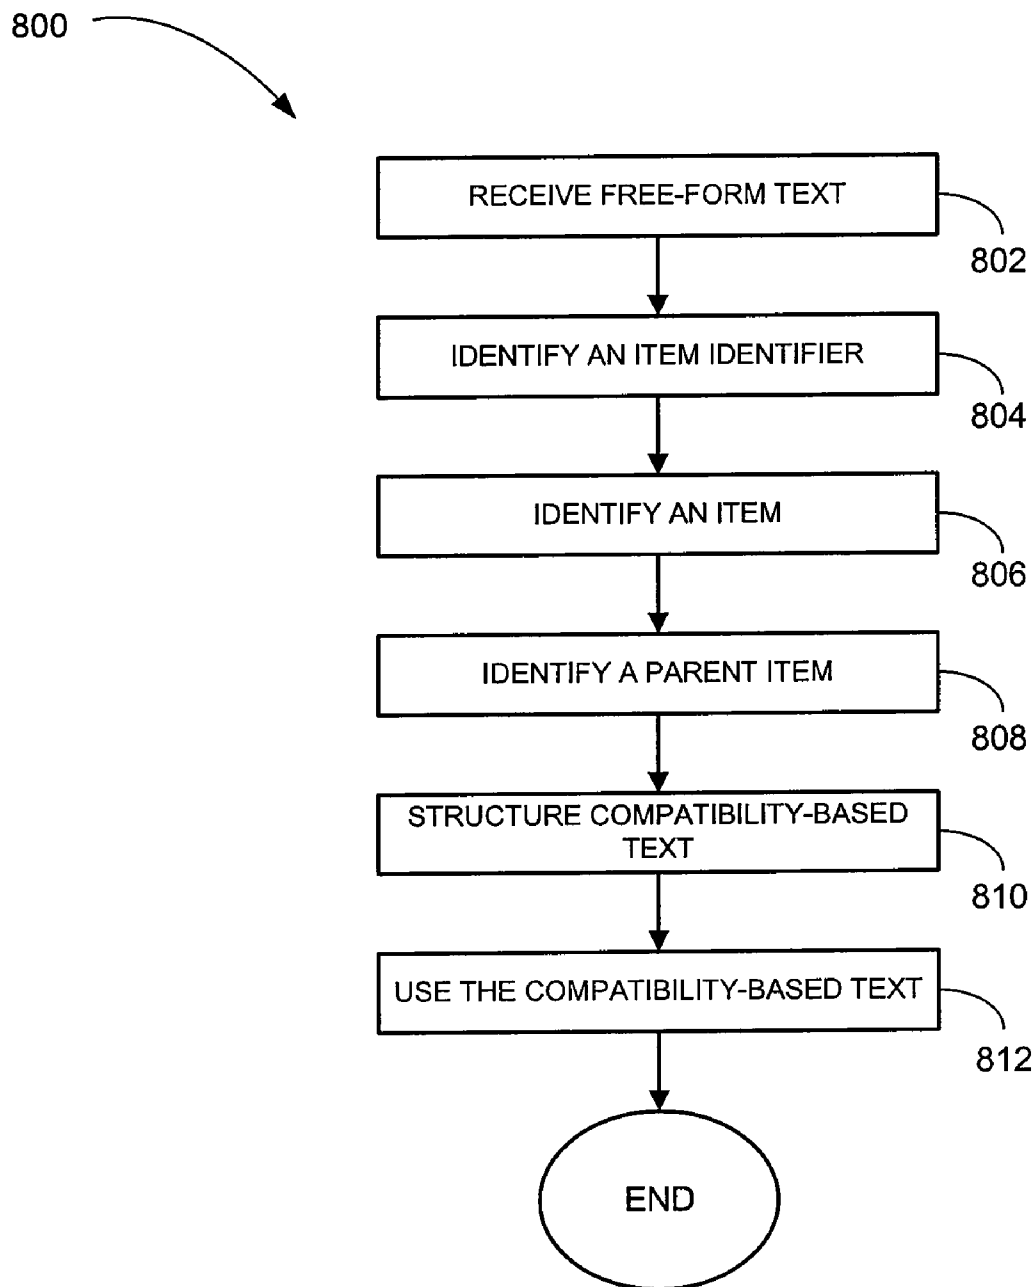 800
RECEIVE FREE-FORM TEXT
802
IDENTIFY AN ITEM IDENTIFIER
804
IDENTIFY AN ITEM
806
IDENTIFY A PARENT ITEM
808
STRUCTURE COMPATIBILITY-BASED
TEXT
810
USE THE COMPATIBILITY-BASED TEXT
812
END